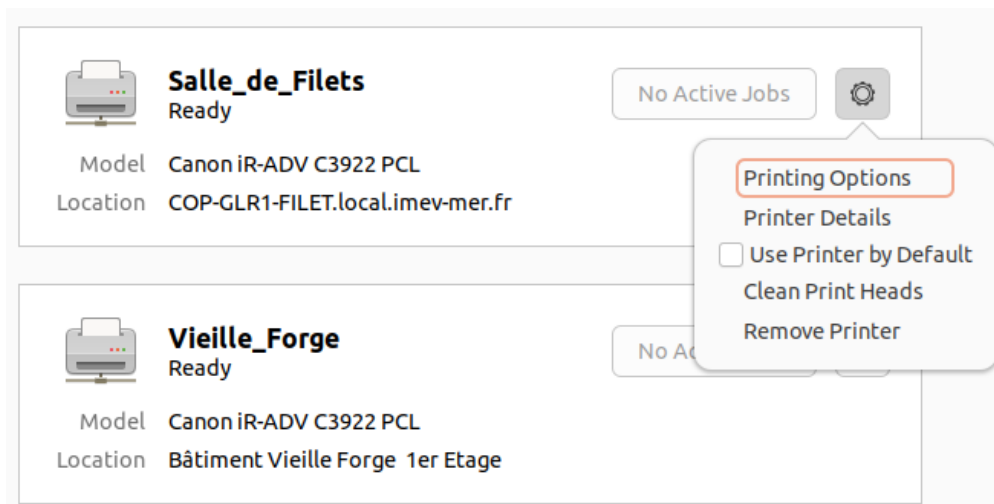 Salle_de_Filets
Ready
No Active Jobs
Model Canon iR-ADV C3922 PCL
Location COP-GLR1-FILET.local.imev-mer.fr
Printing Options
Printer Details
Use Printer by Default
Clean Print Heads
Remove Printer
Vieille_Forge
Ready
No Ac
Model Canon iR-ADV C3922 PCL
Location Bâtiment Vieille Forge 1er Etage